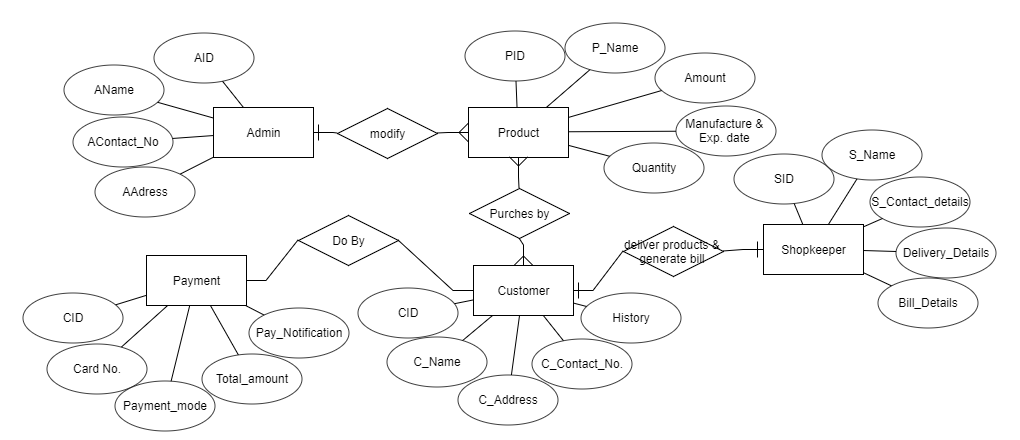 AID
AName
AContact_No
AAdress
Admin
modify
PID
P_Name
Amount
Manufacture &
Exp. date
Quantity
Product
Purches by
SID
S_Name
S_Contact_details
Delivery_Details
Bill_Details
Shopkeeper
deliver products &
generate bill
Do By
Payment
CID
Card No.
Payment_mode
Total_amount
Pay_Notification
Customer
CID
C_Name
C_Address
C_Contact_No.
History